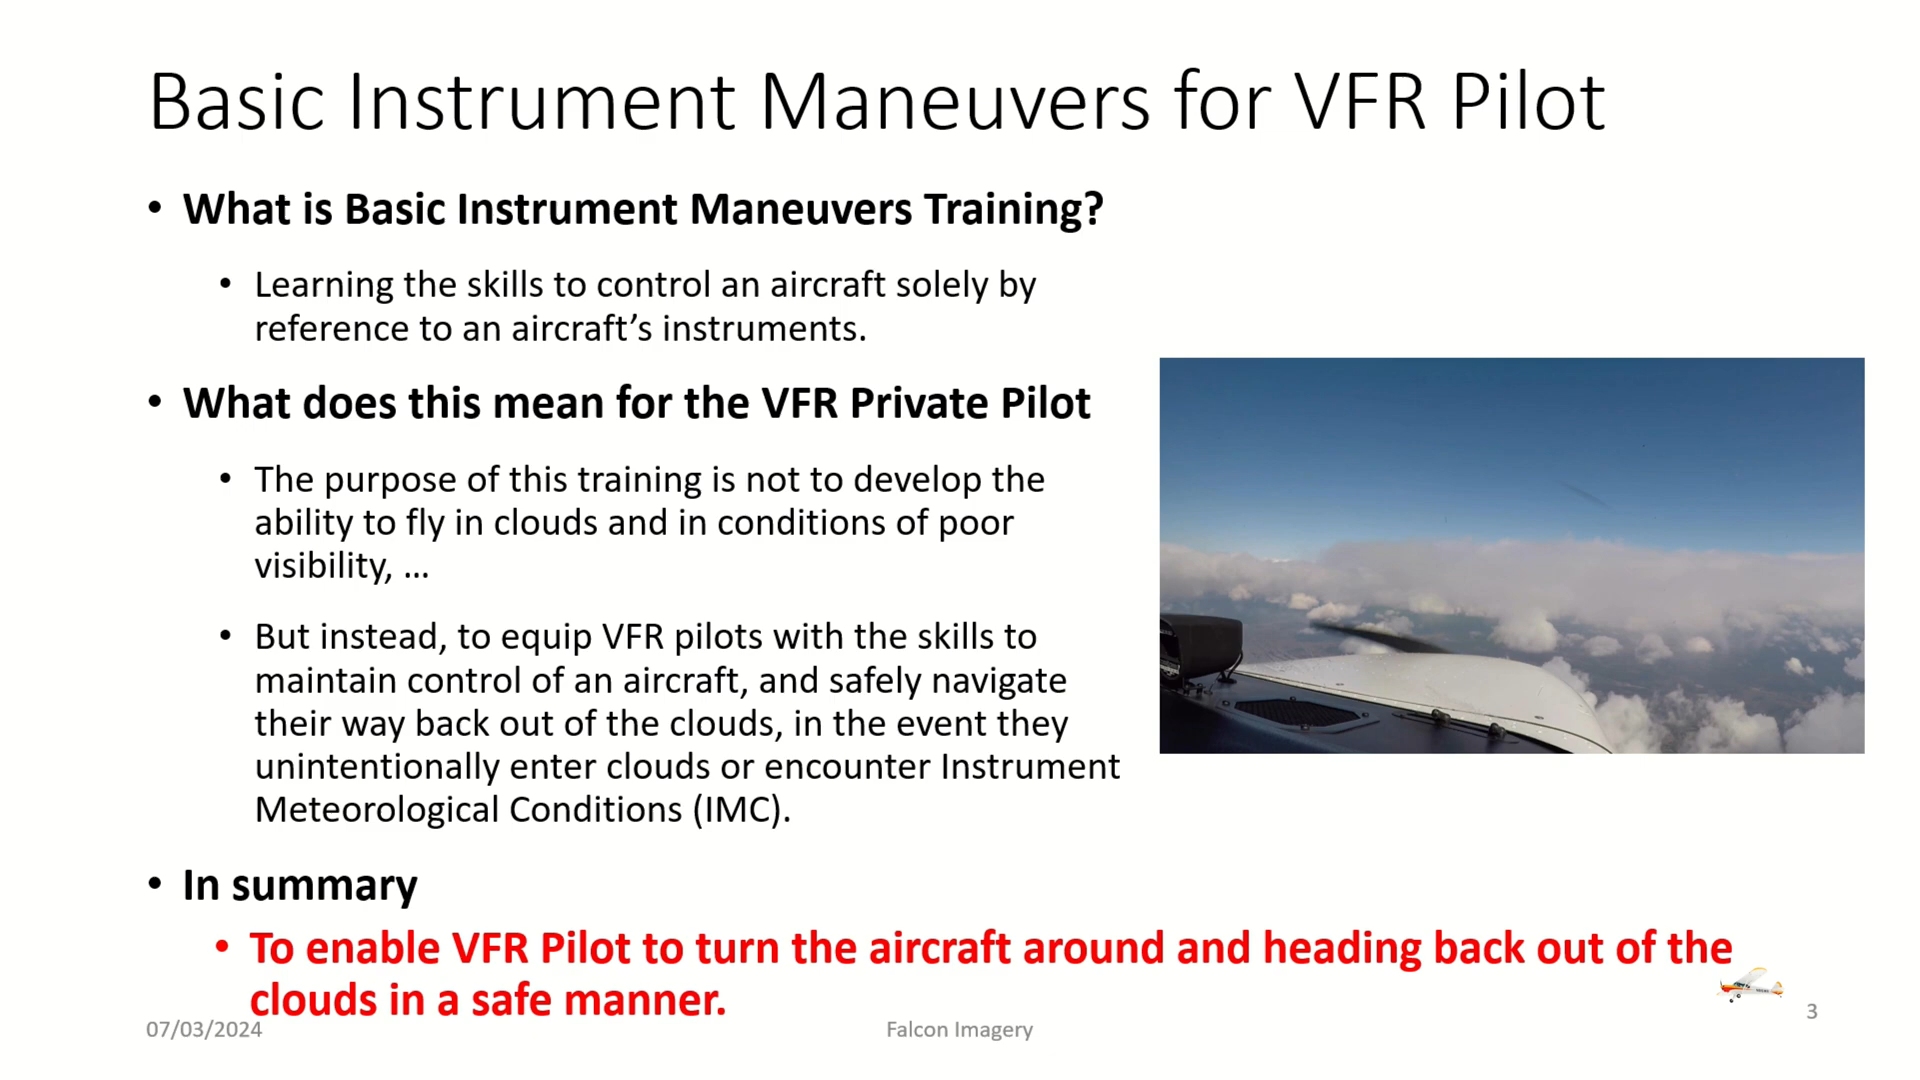 Basic Instrument Maneuvers for VFR Pilot
• What is Basic Instrument Maneuvers Training?
• Learning the skills to control an aircraft solely by
reference to an aircraft’s instruments.
• What does this mean for the VFR Private Pilot
• The purpose of this training is not to develop the
ability to fly in clouds and in conditions of poor
visibility, ...
• But instead, to equip VFR pilots with the skills to
maintain control of an aircraft, and safely navigate
their way back out of the clouds, in the event they
unintentionally enter clouds or encounter Instrument
Meteorological Conditions (IMC).
• In summary
• To enable VFR Pilot to turn the aircraft around and heading back out of the
clouds in a safe manner.
07/03/2024
Falcon Imagery
3